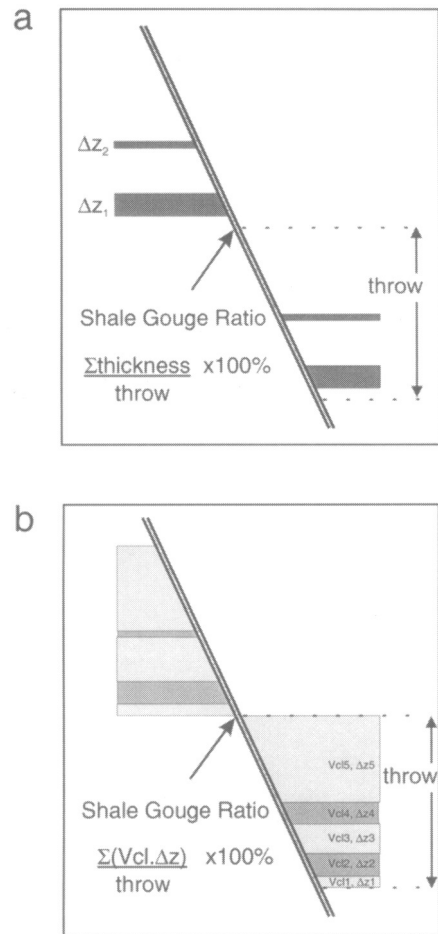 a
Δz₂
Δz₁
throw
Shale Gouge Ratio
Σthickness x100%
throw
b
Vcl5, Δz5
throw
Vcl4, Δz4
Shale Gouge Ratio
Vcl3, Δz3
Σ(Vcl.Δz) x100%
Vcl2, Δz2
throw
Vcl1, Δz1